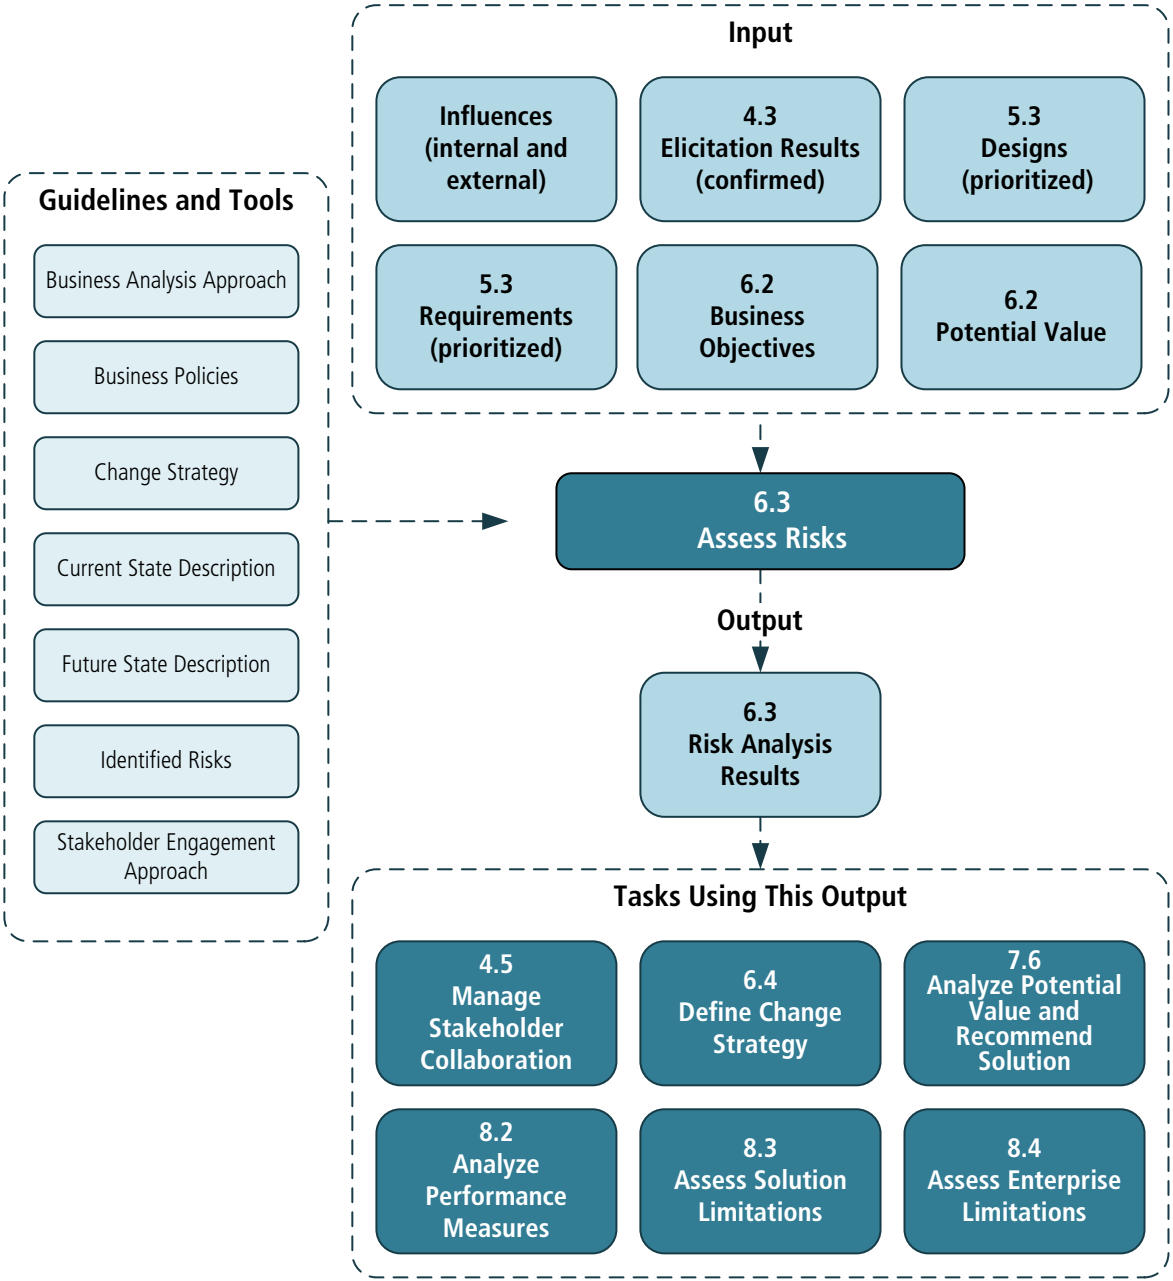 Input
Influences
(internal and
external)
4.3
Elicitation Results
(confirmed)
5.3
Designs
(prioritized)
5.3
Requirements
(prioritized)
6.2
Business
Objectives
6.2
Potential Value
Guidelines and Tools
Business Analysis Approach
Business Policies
Change Strategy
Current State Description
Future State Description
Identified Risks
Stakeholder Engagement
Approach
6.3
Assess Risks
Output
6.3
Risk Analysis
Results
Tasks Using This Output
4.5
Manage
Stakeholder
Collaboration
6.4
Define Change
Strategy
7.6
Analyze Potential
Value and
Recommend
Solution
8.2
Analyze
Performance
Measures
8.3
Assess Solution
Limitations
8.4
Assess Enterprise
Limitations